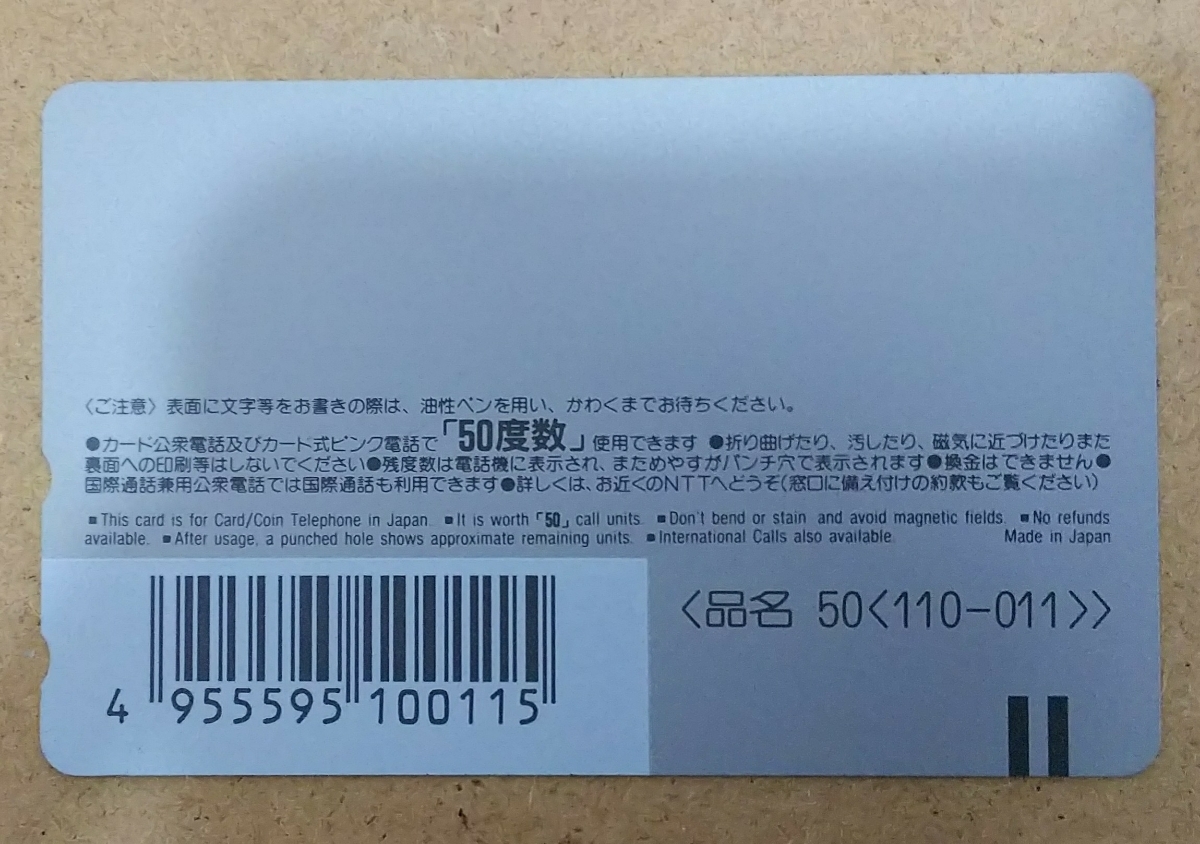 〈ご注意〉表面に文字等をお書きの際は、油性ペンを用い、かわくまでお待ちください。
●カード公衆電話及びカード式ピンク電話で「50度数」使用できます ●折り曲げたり、汚したり、磁気に近づけたりまた
裏面への印刷等はしないでください●残度数は電話機に表示され、まためやすがパンチ穴で表示されます●換金はできません●
国際通話兼用公衆電話では国際通話も利用できます●詳しくは、お近くのNTTへどうぞ(窓口に備え付けの約款もご覧ください)
■This card is for Card/Coin Telephone in Japan. ■It is worth「50」call units. ■Don't bend or stain and avoid magnetic fields. ■No refunds
available. ■After usage, a punched hole shows approximate remaining units. ■International Calls also available. Made in Japan
〈品名 50〈110-011〉〉
4 955595 100115